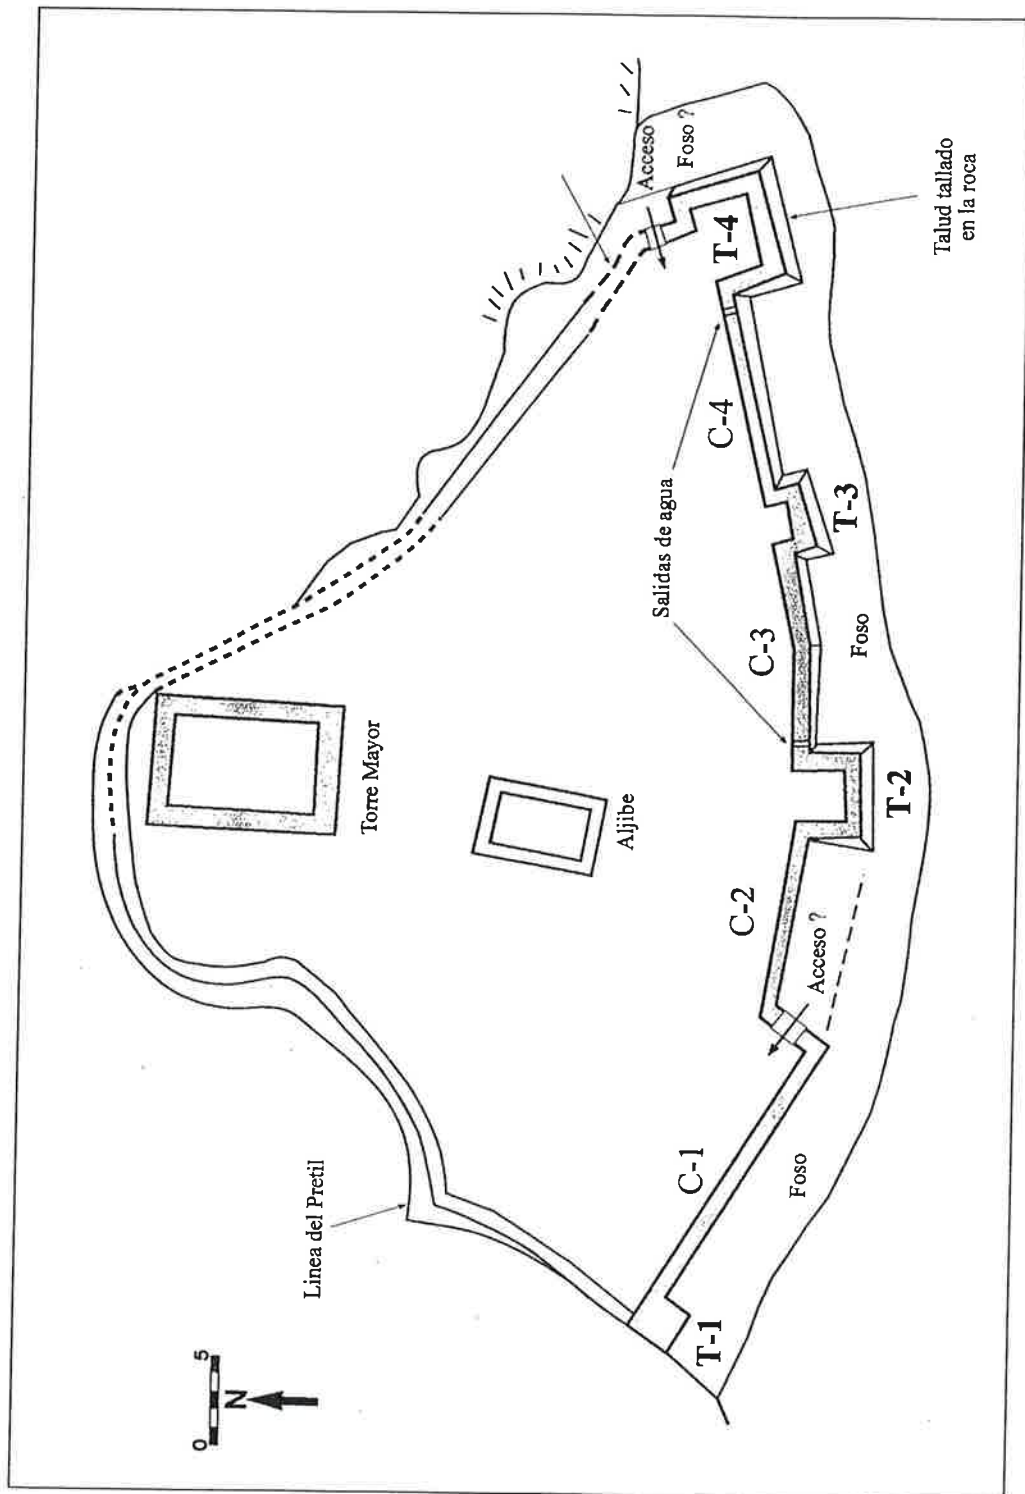 Linea del Pretil
Torre Mayor
Aljibe
Salidas de agua
Acceso
Foso ?
Talud tallado
en la roca
T-4
C-4
T-3
C-3
Foso
T-2
C-2
Acceso ?
C-1
Foso
T-1
0 5
N